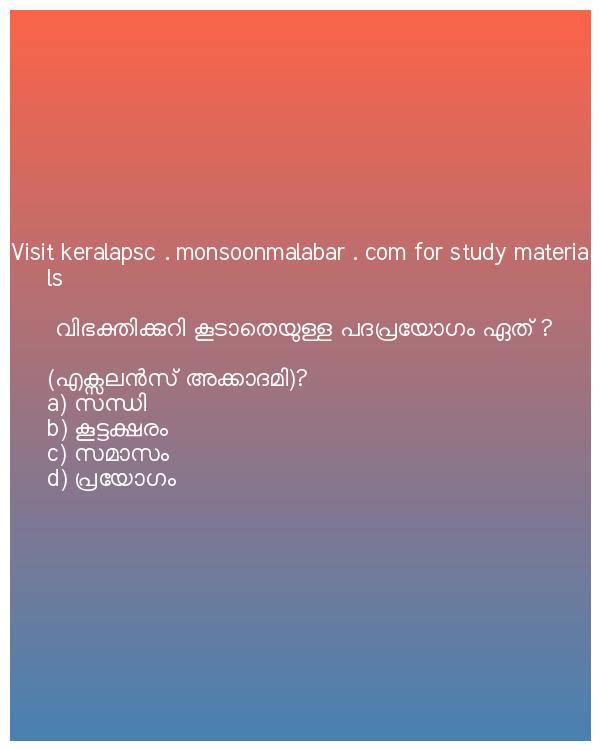 Visit keralapsc . monsoonmalabar . com for study materia
ls
വിഭക്തിക്കുറി കൂടാതെയുള്ള പദപ്രയോഗം ഏത് ?
(എക്സലൻസ് അക്കാദമി)?
a) സന്ധി
b) കൂട്ടക്ഷരം
c) സമാസം
d) പ്രയോഗം